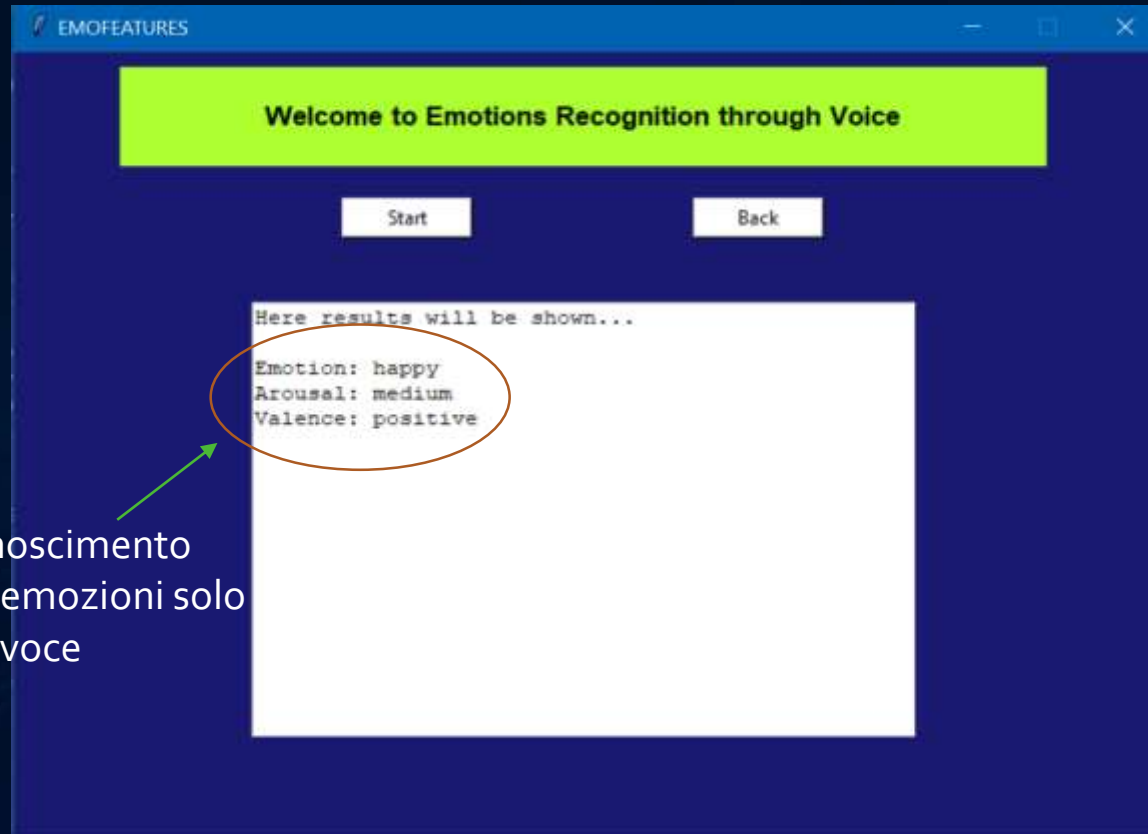 EMOFEATURES
Welcome to Emotions Recognition through Voice
Start Back
Here results will be shown...
Emotion: happy
Arousal: medium
Valence: positive
noscimento
emozioni solo
voce